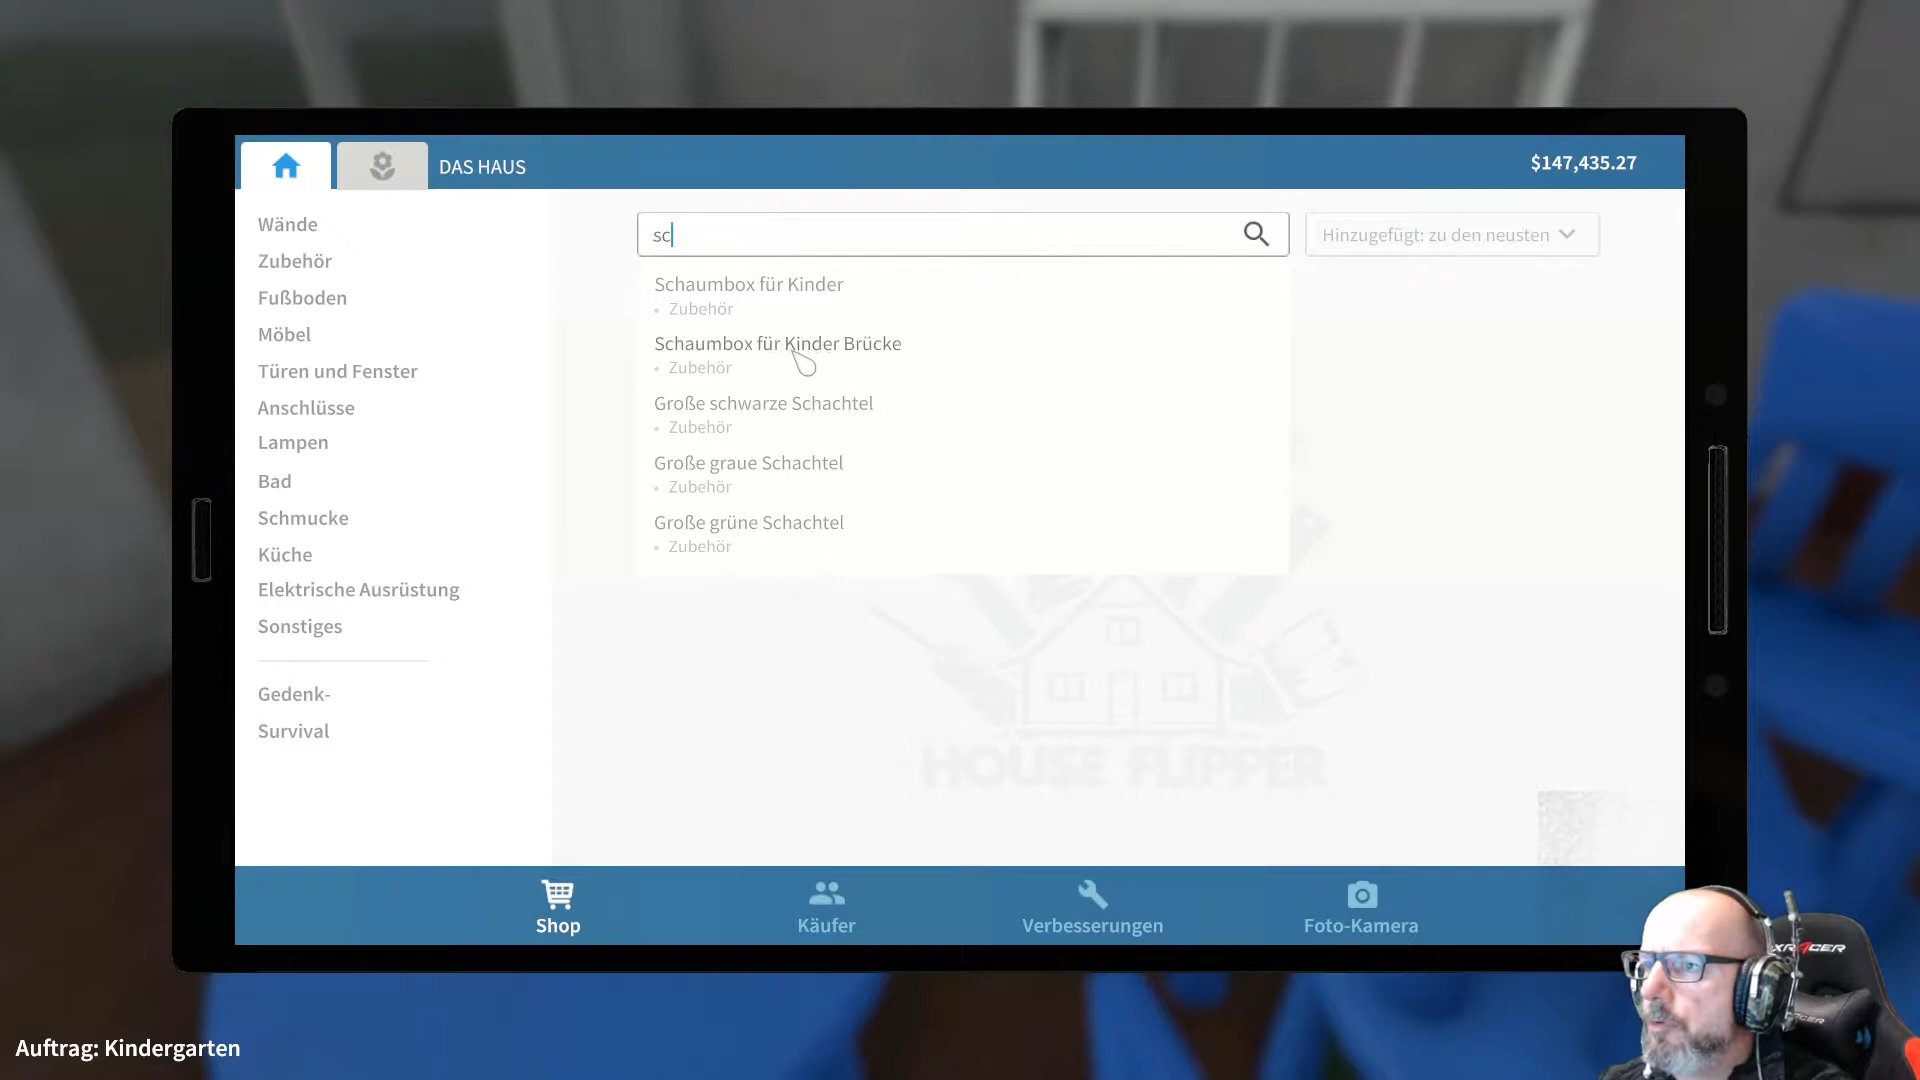 DAS HAUS
$147,435.27
Wände
Zubehör
Fußboden
Möbel
Türen und Fenster
Anschlüsse
Lampen
Bad
Schmucke
Küche
Elektrische Ausrüstung
Sonstiges
Gedenk-
Survival
sc
Hinzugefügt: zu den neusten
Schaumbox für Kinder
• Zubehör
Schaumbox für Kinder Brücke
• Zubehör
Große schwarze Schachtel
• Zubehör
Große graue Schachtel
• Zubehör
Große grüne Schachtel
• Zubehör
HOUSE FLIPPER
Shop
Käufer
Verbesserungen
Foto-Kamera
Auftrag: Kindergarten